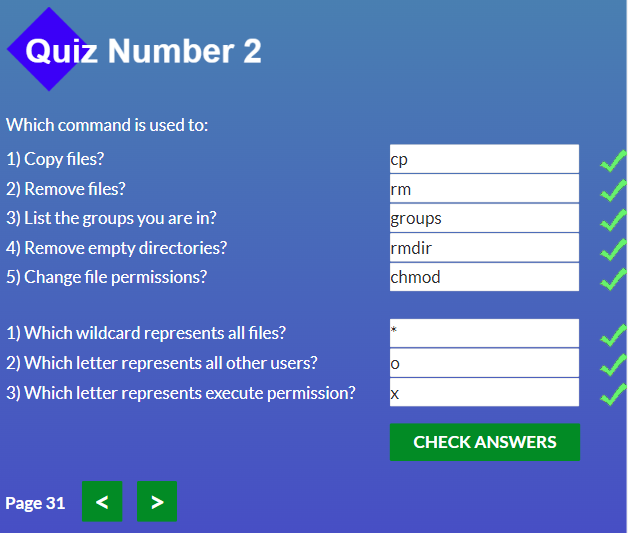 Quiz Number 2
Which command is used to:
1) Copy files? cp
2) Remove files? rm
3) List the groups you are in? groups
4) Remove empty directories? rmdir
5) Change file permissions? chmod
1) Which wildcard represents all files? *
2) Which letter represents all other users? o
3) Which letter represents execute permission? x
CHECK ANSWERS
Page 31 < >